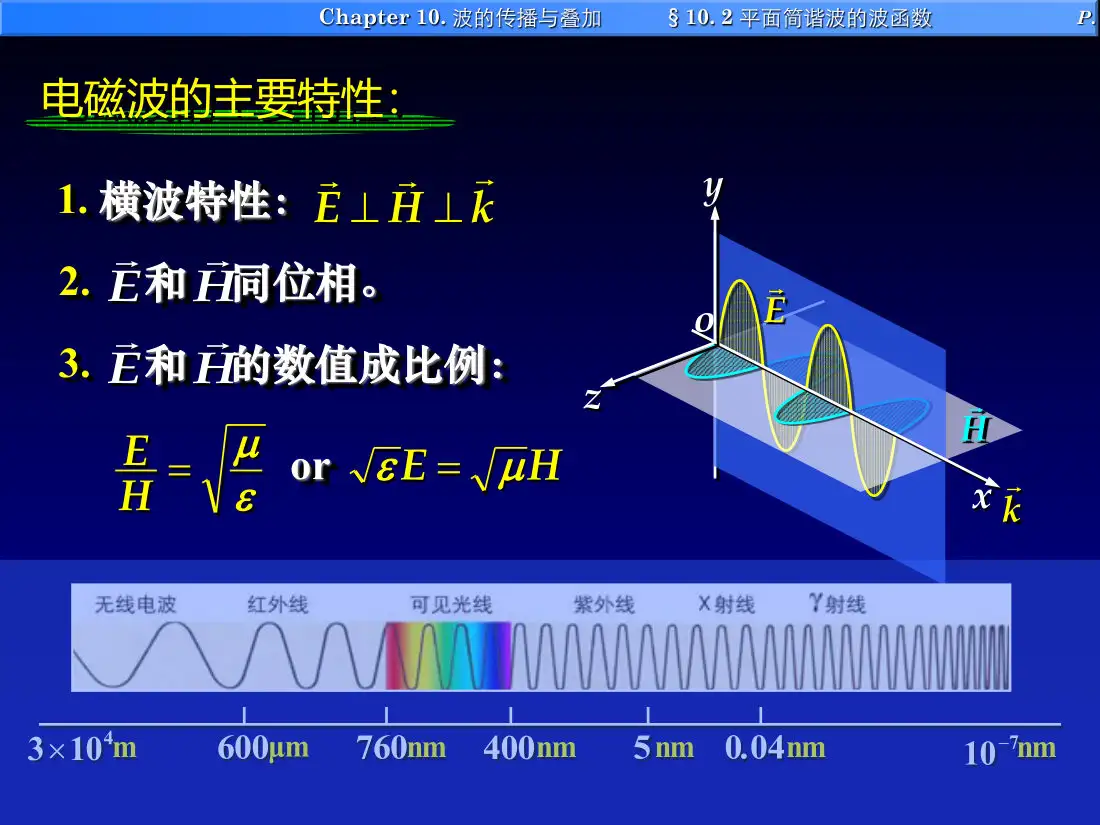 Chapter 10. 波的传播与叠加 § 10. 2 平面简谐波的波函数 P.
电磁波的主要特性：
1. 横波特性： E⃗ ⊥ H⃗ ⊥ k⃗
2. E⃗ 和 H⃗ 同位相。
3. E⃗ 和 H⃗ 的数值成比例：
E/H = √(μ/ε) or √ε E = √μ H
y
o
E⃗
z
H⃗
x k⃗
无线电波 红外线 可见光线 紫外线 X射线 γ射线
3×10⁴m 600μm 760nm 400nm 5nm 0.04nm 10⁻⁷nm